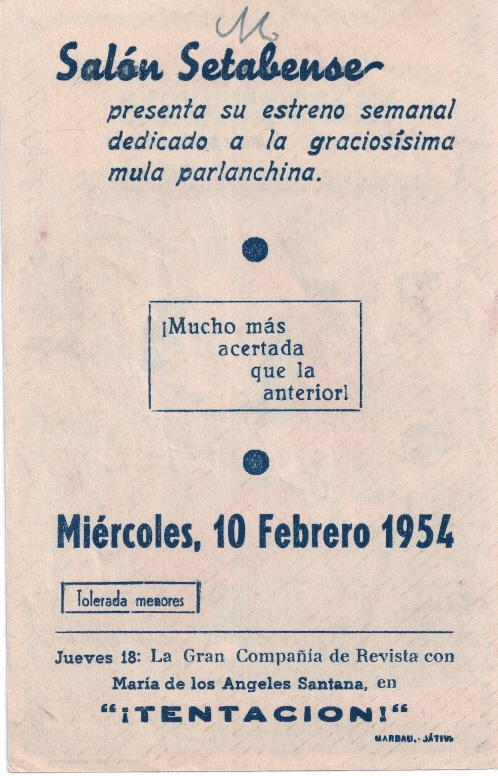 Salón Setabense
presenta su estreno semanal
dedicado a la graciosísima
mula parlanchina.
¡Mucho más
acertada
que la
anterior!
Miércoles, 10 Febrero 1954
Tolerada menores
Jueves 18: La Gran Compañía de Revista con
María de los Angeles Santana, en
"¡TENTACION!"
MARBAU.-JÁTIVA